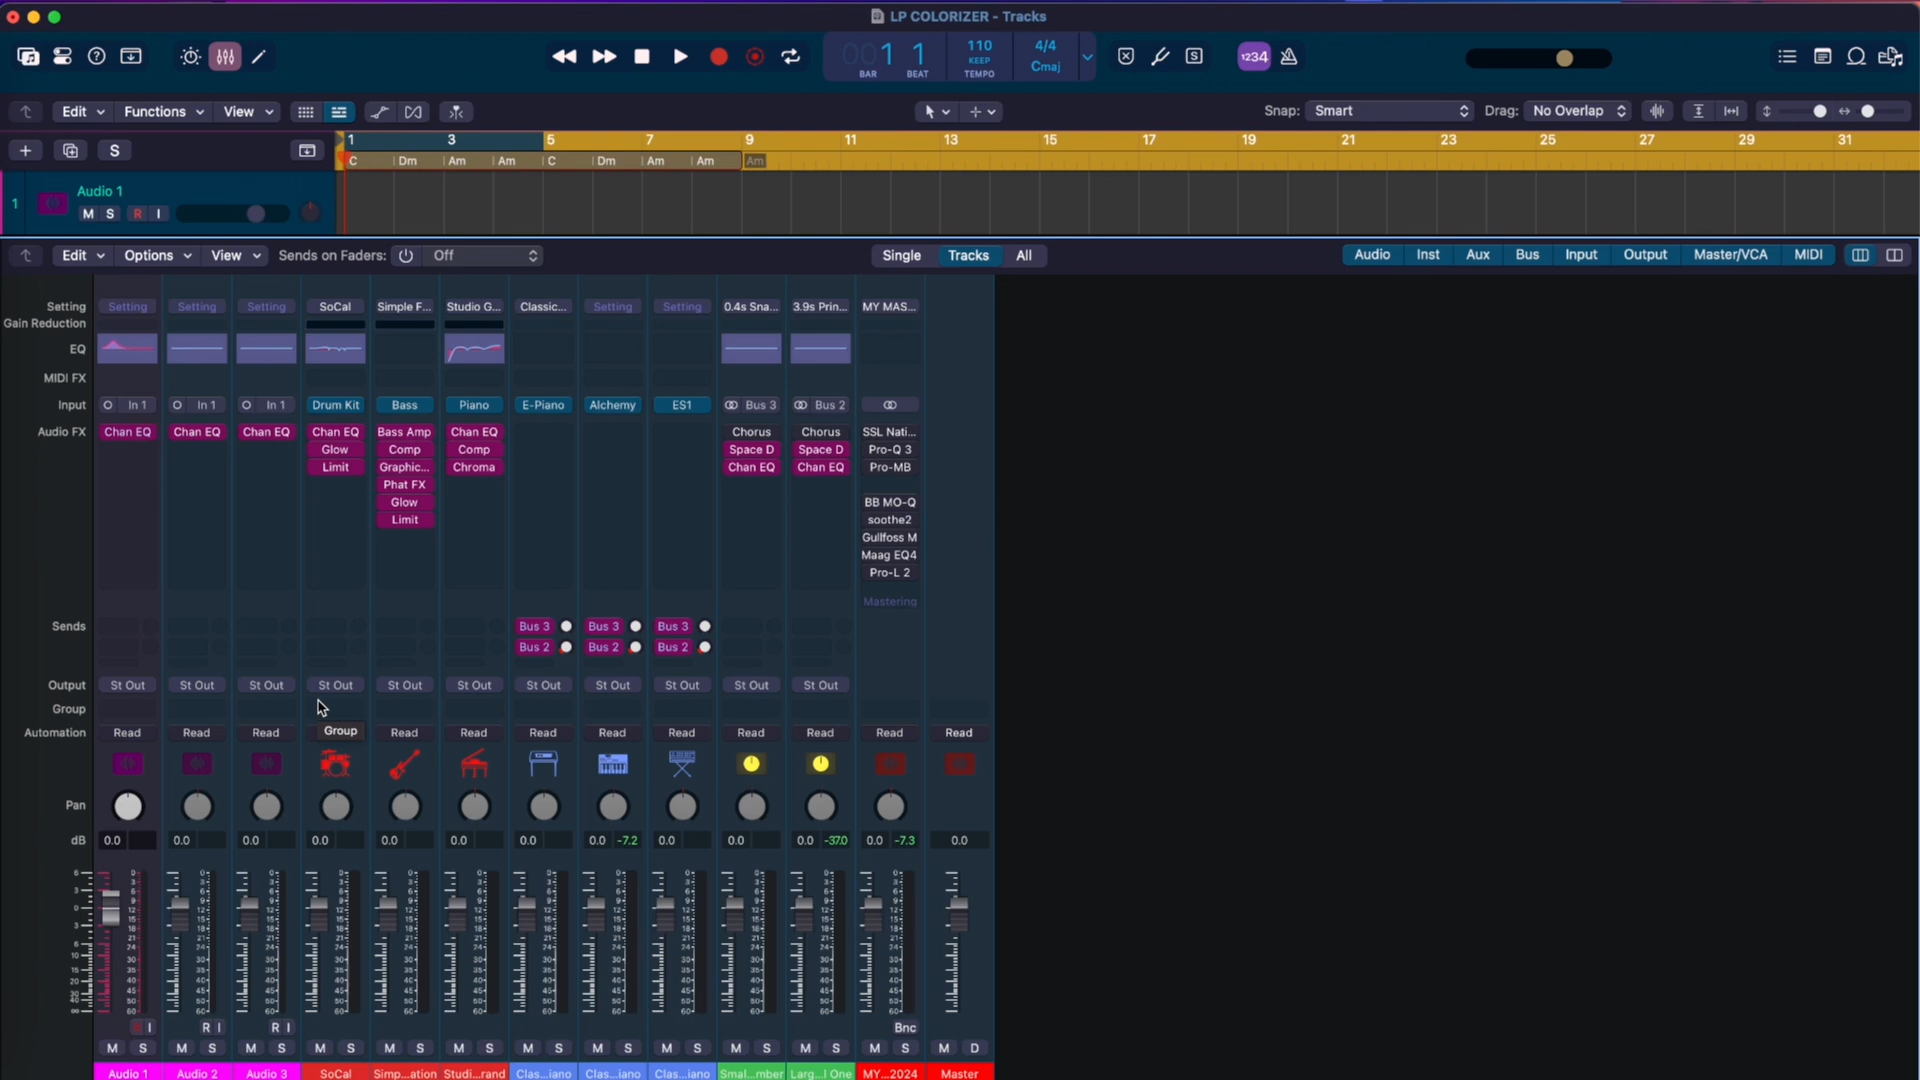 LP COLORIZER - Tracks
001 1 110 4/4
KEEP Cmaj
BAR BEAT TEMPO
S 1234
Edit Functions View Snap: Smart Drag: No Overlap
+ S 1 3 5 7 9 11 13 15 17 19 21 23 25 27 29 31
C Dm Am Am C Dm Am Am Am
1 Audio 1
M S R I
Edit Options View Sends on Faders: Off Single Tracks All Audio Inst Aux Bus Input Output Master/VCA MIDI
Setting Setting Setting Setting SoCal Simple F... Studio G... Classic... Setting Setting 0.4s Sna... 3.9s Prin... MY MAS...
Gain Reduction
EQ
MIDI FX
Input In 1 In 1 In 1 Drum Kit Bass Piano E-Piano Alchemy ES1 Bus 3 Bus 2
Audio FX Chan EQ Chan EQ Chan EQ Chan EQ Bass Amp Chan EQ Chorus Chorus SSL Nati...
Glow Comp Comp Space D Space D Pro-Q 3
Limit Graphic... Chroma Chan EQ Chan EQ Pro-MB
Phat FX
Glow BB MO-Q
Limit soothe2
Gullfoss M
Maag EQ4
Pro-L 2
Mastering
Sends Bus 3 Bus 3 Bus 3
Bus 2 Bus 2 Bus 2
Output St Out St Out St Out St Out St Out St Out St Out St Out St Out St Out St Out
Group
Automation Read Read Read Group Read Read Read Read Read Read Read Read Read
Pan
dB 0.0 0.0 0.0 0.0 0.0 0.0 0.0 0.0 -7.2 0.0 0.0 0.0 -37.0 0.0 -7.3 0.0
R I R I R I Bnc
M S M S M S M S M S M S M S M S M S M S M S M S M D
Audio 1 Audio 2 Audio 3 SoCal Simp...ation Studi...rand Clas...iano Clas...iano Clas...iano Smal...mber Larg...l One MY...2024 Master